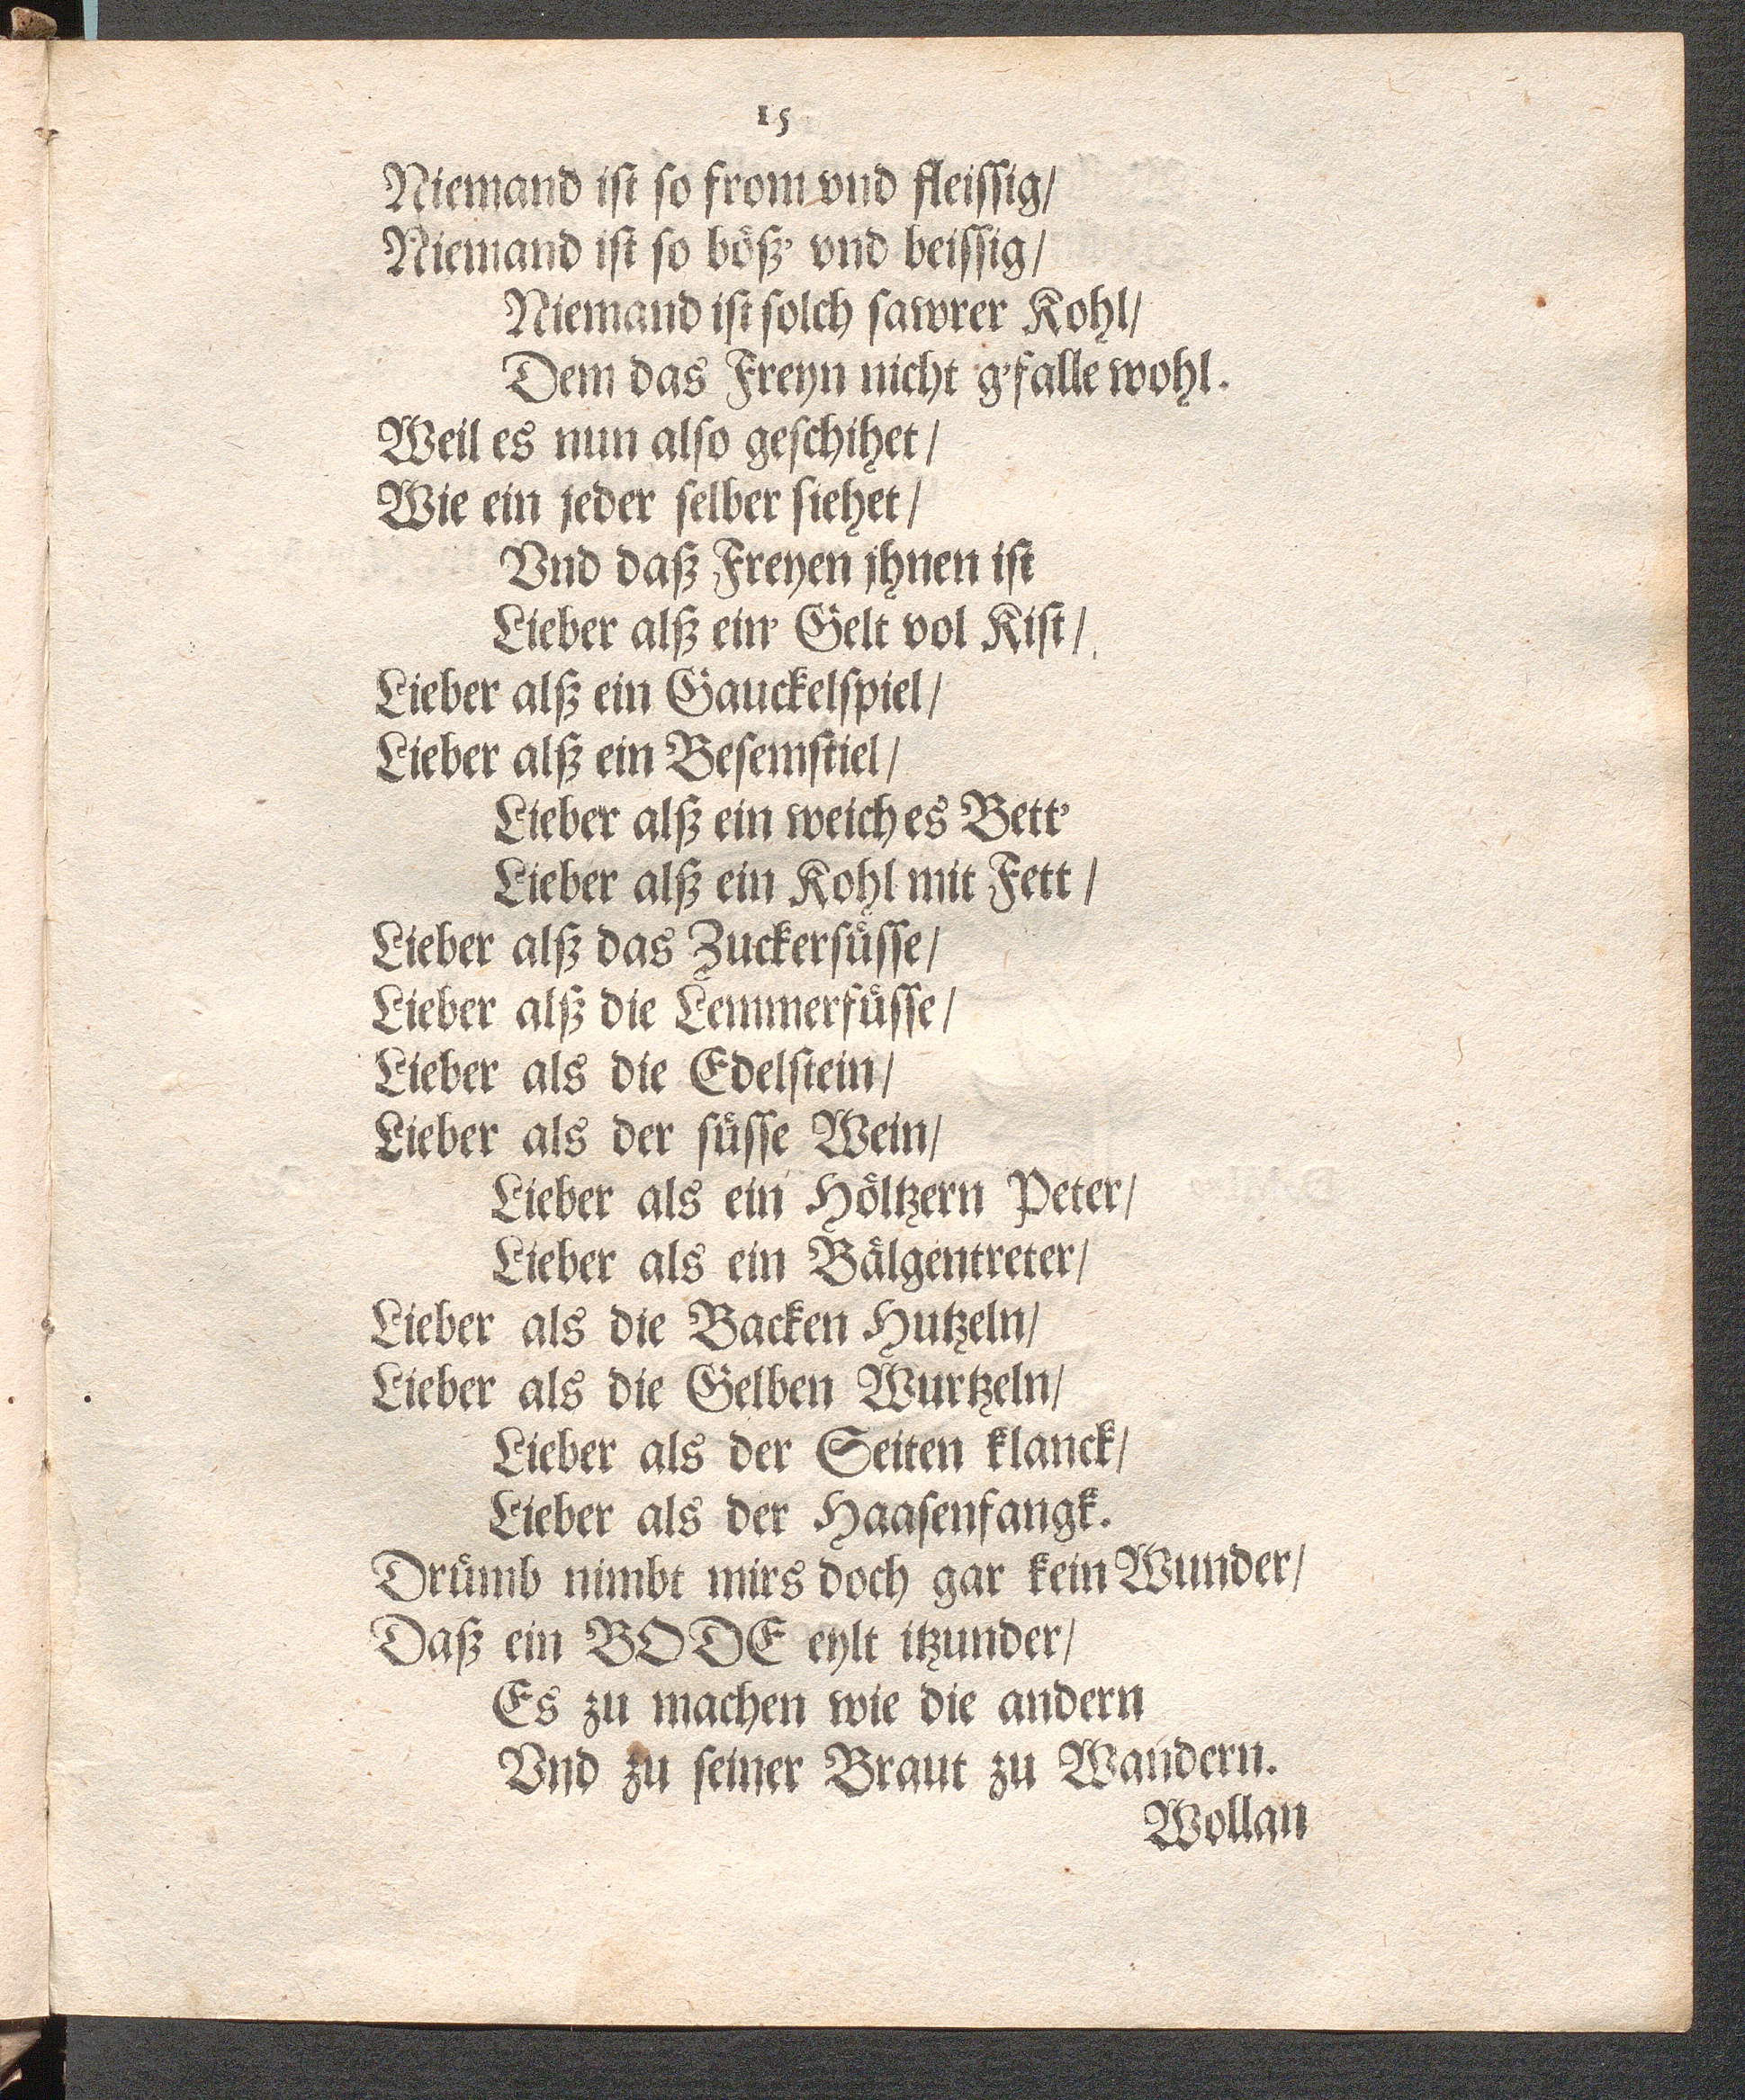 15
Niemand iſt ſo from vnd fleiſſig/
Niemand iſt ſo böß' vnd beiſſig/
Niemand iſt ſolch ſawrer Kohl/
Dem das Freyn nicht g'falle wohl.
Weil es nun alſo geſchihet/
Wie ein jeder ſelber ſiehet/
Vnd daß Freyen jhnen iſt
Lieber alß ein' Gelt vol Kiſt/
Lieber alß ein Gauckelſpiel/
Lieber alß ein Beſemſtiel/
Lieber alß ein weiches Bett'
Lieber alß ein Kohl mit Fett/
Lieber alß das Zuckerſüſſe/
Lieber alß die Lemmerfüſſe/
Lieber als die Edelſtein/
Lieber als der ſüſſe Wein/
Lieber als ein Höltzern Peter/
Lieber als ein Bälgentreter/
Lieber als die Backen Hutzeln/
Lieber als die Gelben Wurtzeln/
Lieber als der Seiten klanck/
Lieber als der Haaſenfangk.
Drümb nimbt mirs doch gar kein Wunder/
Daß ein BODE eylt itzunder/
Es zu machen wie die andern
Vnd zu ſeiner Braut zu Wandern.
Wollan